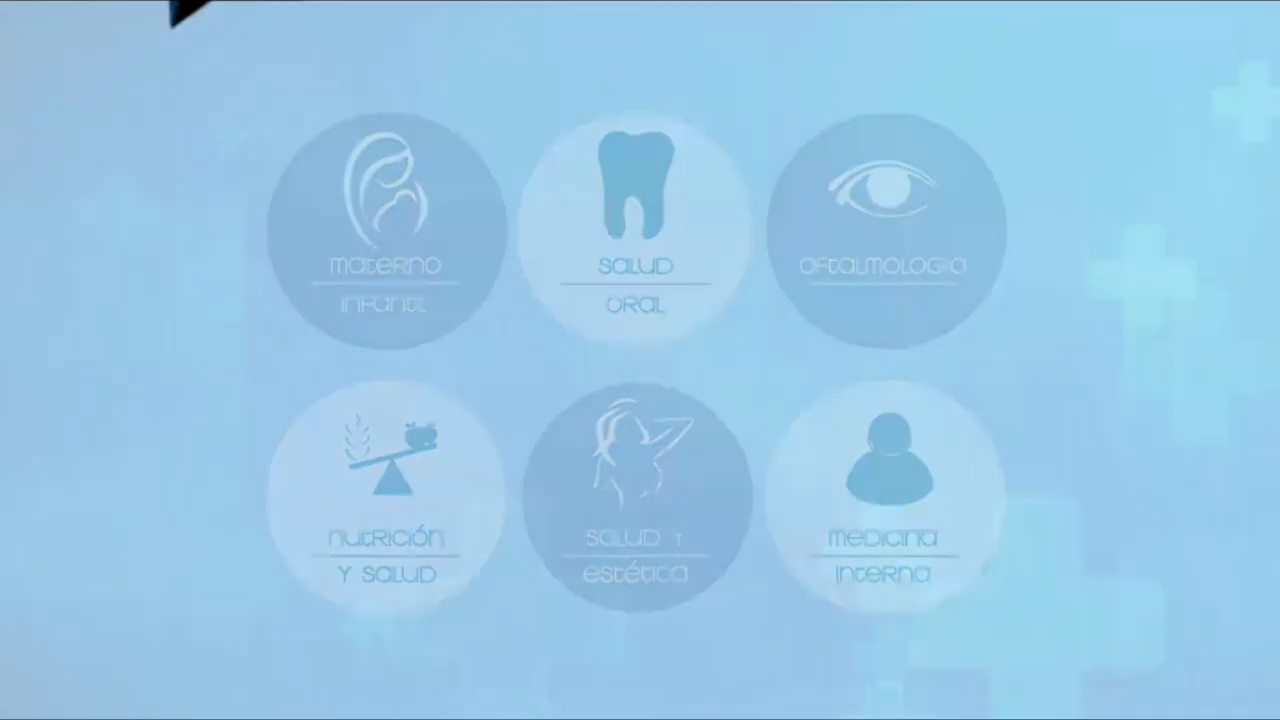 materno
infantil
salud
oral
oftalmologia
nutrición
y salud
salud y
estética
medicina
interna